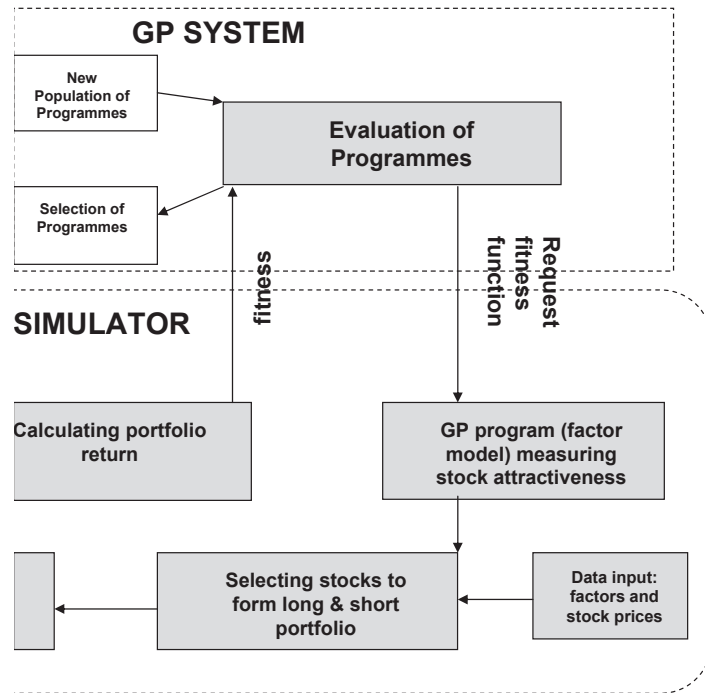 GP SYSTEM
New
Population of
Programmes
Evaluation of
Programmes
Selection of
Programmes
fitness
Request
fitness
function
SIMULATOR
Calculating portfolio
return
GP program (factor
model) measuring
stock attractiveness
Selecting stocks to
form long & short
portfolio
Data input:
factors and
stock prices